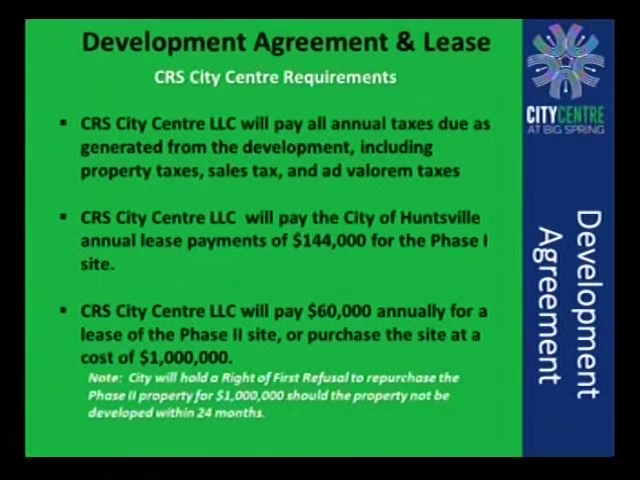 Development Agreement & Lease
CRS City Centre Requirements
▪ CRS City Centre LLC will pay all annual taxes due as
generated from the development, including
property taxes, sales tax, and ad valorem taxes
▪ CRS City Centre LLC will pay the City of Huntsville
annual lease payments of $144,000 for the Phase I
site.
▪ CRS City Centre LLC will pay $60,000 annually for a
lease of the Phase II site, or purchase the site at a
cost of $1,000,000.
Note: City will hold a Right of First Refusal to repurchase the
Phase II property for $1,000,000 should the property not be
developed within 24 months.
CITYCENTRE
AT BIG SPRING
Development
Agreement